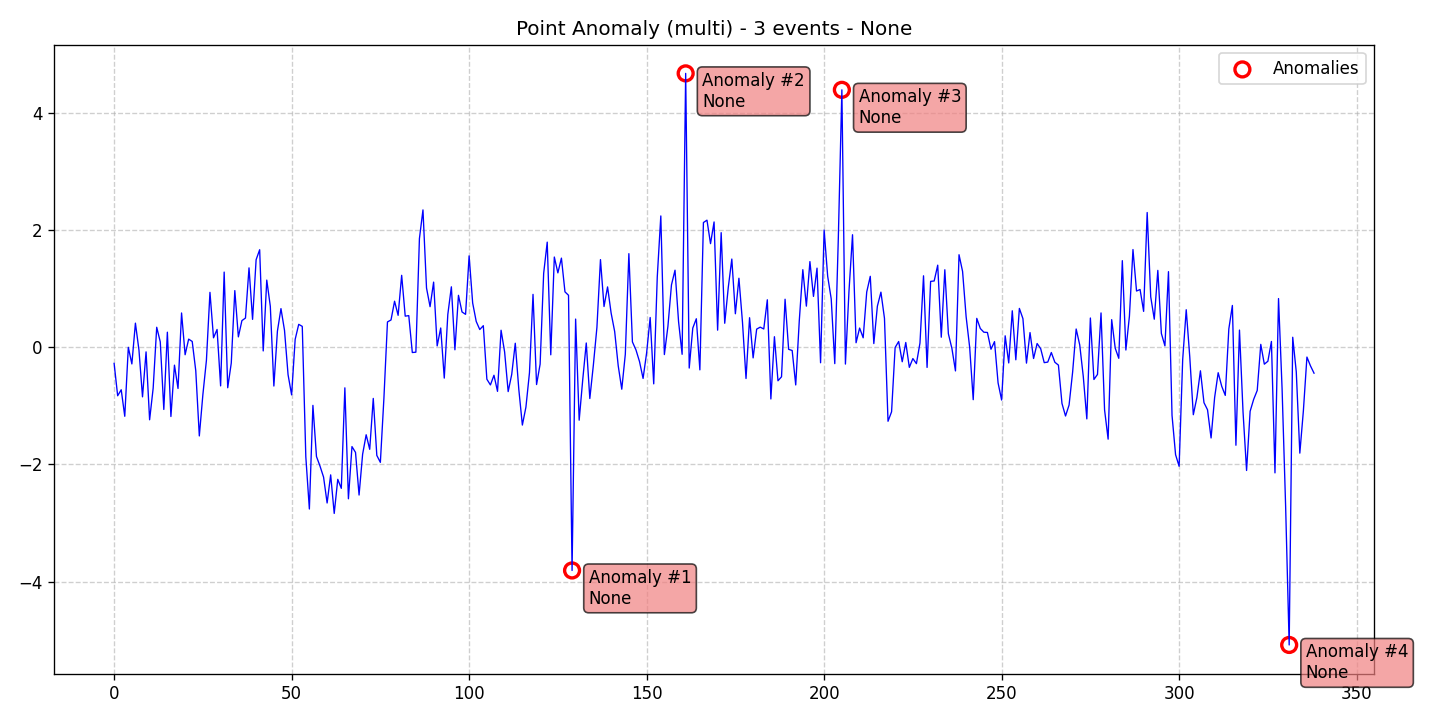 Point Anomaly (multi) - 3 events - None
Anomalies
Anomaly #2
None
Anomaly #3
None
Anomaly #1
None
Anomaly #4
None
4
2
0
−2
−4
0
50
100
150
200
250
300
350